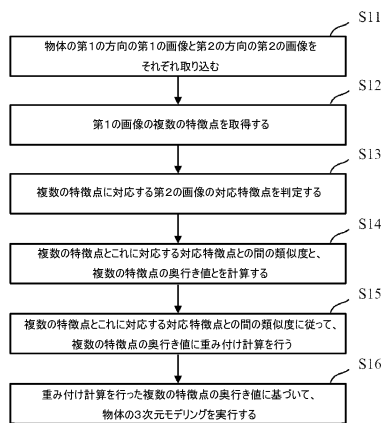 S11
物体の第1の方向の第1の画像と第2の方向の第2の画像を
それぞれ取り込む
S12
第1の画像の複数の特徴点を取得する
S13
複数の特徴点に対応する第2の画像の対応特徴点を判定する
S14
複数の特徴点とこれに対応する対応特徴点との間の類似度と、
複数の特徴点の奥行き値とを計算する
S15
複数の特徴点とこれに対応する対応特徴点との間の類似度に従って、
複数の特徴点の奥行き値に重み付け計算を行う
S16
重み付け計算を行った複数の特徴点の奥行き値に基づいて、
物体の3次元モデリングを実行する